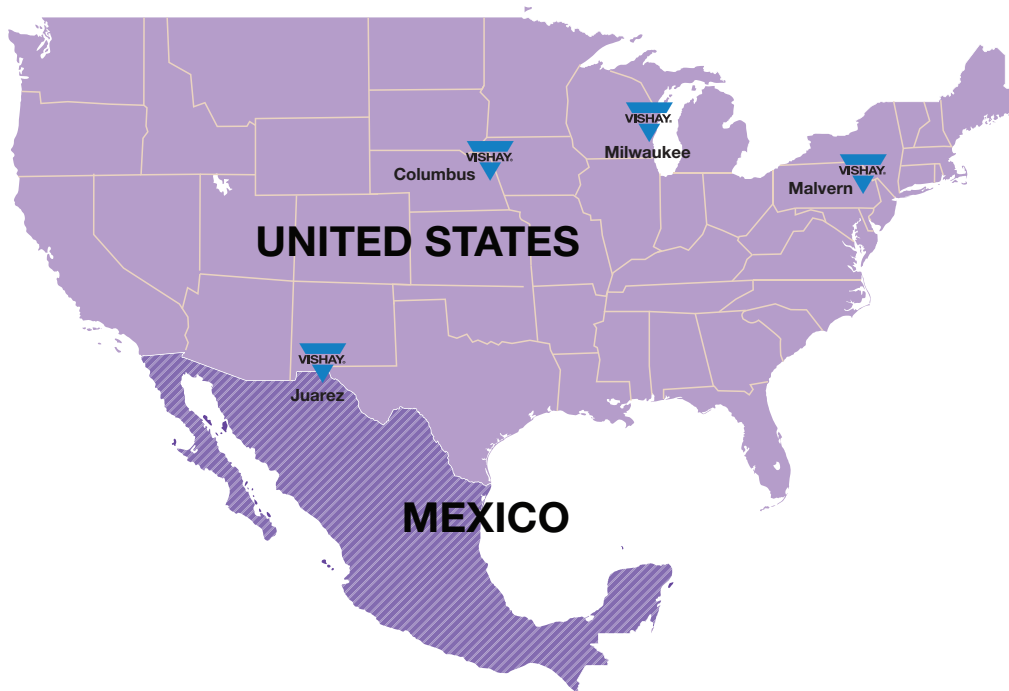 VISHAY®
Milwaukee
VISHAY®
Columbus
VISHAY®
Malvern
UNITED STATES
VISHAY®
Juarez
MEXICO